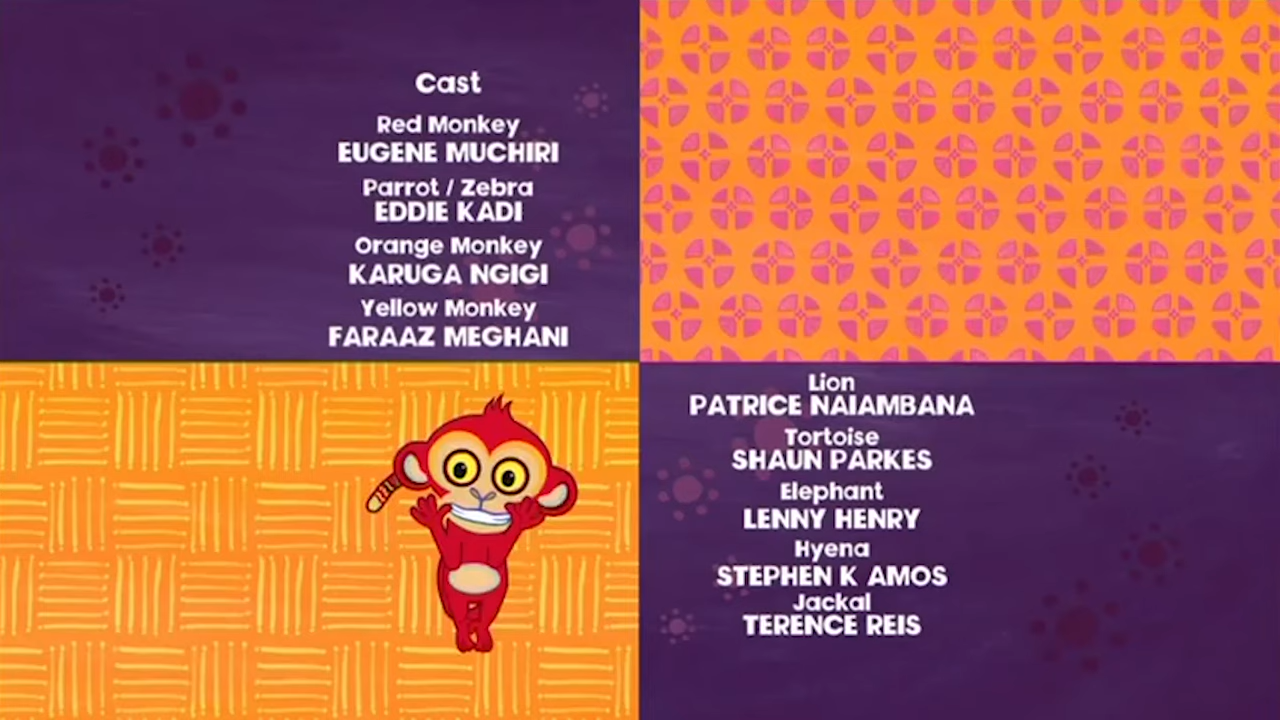 Cast
Red Monkey
EUGENE MUCHIRI
Parrot / Zebra
EDDIE KADI
Orange Monkey
KARUGA NGIGI
Yellow Monkey
FARAAZ MEGHANI
Lion
PATRICE NAIAMBANA
Tortoise
SHAUN PARKES
Elephant
LENNY HENRY
Hyena
STEPHEN K AMOS
Jackal
TERENCE REIS